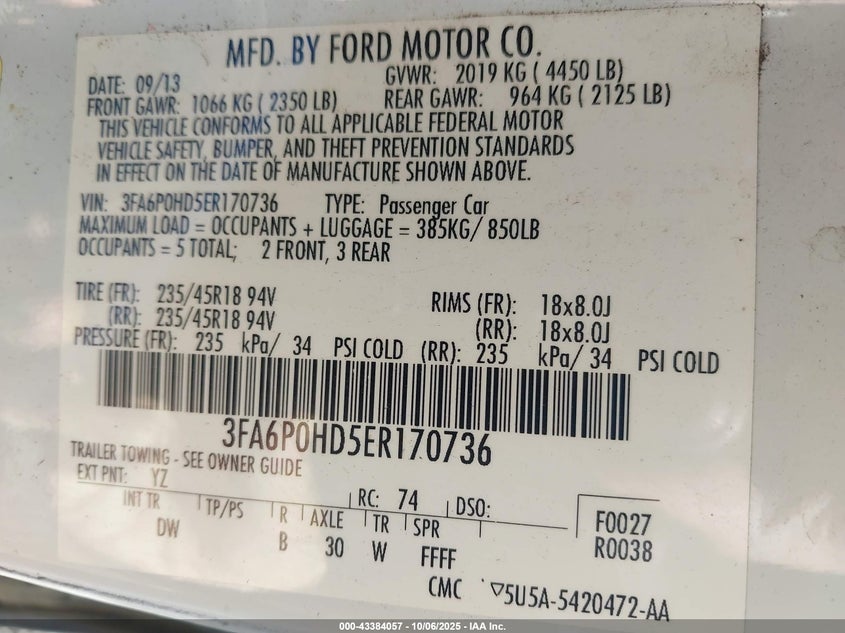 MFD. BY FORD MOTOR CO.
DATE: 09/13 GVWR: 2019 KG ( 4450 LB)
FRONT GAWR: 1066 KG ( 2350 LB) REAR GAWR: 964 KG ( 2125 LB)
THIS VEHICLE CONFORMS TO ALL APPLICABLE FEDERAL MOTOR
VEHICLE SAFETY, BUMPER, AND THEFT PREVENTION STANDARDS
IN EFFECT ON THE DATE OF MANUFACTURE SHOWN ABOVE.
VIN: 3FA6P0HD5ER170736 TYPE: Passenger Car
MAXIMUM LOAD = OCCUPANTS + LUGGAGE = 385KG/ 850LB
OCCUPANTS = 5 TOTAL; 2 FRONT, 3 REAR
TIRE (FR): 235/45R18 94V RIMS (FR): 18x8.0J
(RR): 235/45R18 94V (RR): 18x8.0J
PRESSURE (FR): 235 kPa/ 34 PSI COLD (RR): 235 kPa/ 34 PSI COLD
3FA6P0HD5ER170736
TRAILER TOWING - SEE OWNER GUIDE
EXT PNT: YZ RC: 74 DSO:
INT TR TP/PS R AXLE TR SPR F0027
DW B 30 W FFFF R0038
CMC ▽5U5A-5420472-AA
000-43384057 - 10/06/2025 - IAA Inc.